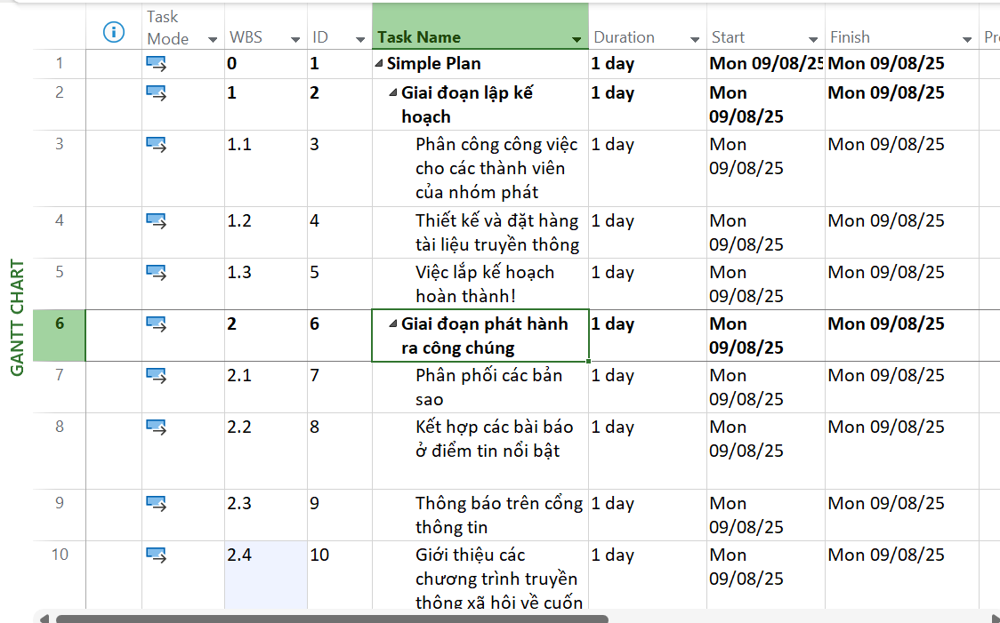 Task
Mode WBS ID Task Name Duration Start Finish Pr
1 0 1 Simple Plan 1 day Mon 09/08/25 Mon 09/08/25
2 1 2 Giai đoạn lập kế 1 day Mon Mon 09/08/25
hoạch 09/08/25
3 1.1 3 Phân công công việc 1 day Mon Mon 09/08/25
cho các thành viên 09/08/25
của nhóm phát
4 1.2 4 Thiết kế và đặt hàng 1 day Mon Mon 09/08/25
tài liệu truyền thông 09/08/25
5 1.3 5 Việc lắp kế hoạch 1 day Mon Mon 09/08/25
hoàn thành! 09/08/25
6 2 6 Giai đoạn phát hành 1 day Mon Mon 09/08/25
ra công chúng 09/08/25
7 2.1 7 Phân phối các bản 1 day Mon Mon 09/08/25
sao 09/08/25
8 2.2 8 Kết hợp các bài báo 1 day Mon Mon 09/08/25
ở điểm tin nổi bật 09/08/25
9 2.3 9 Thông báo trên cổng 1 day Mon Mon 09/08/25
thông tin 09/08/25
10 2.4 10 Giới thiệu các 1 day Mon Mon 09/08/25
chương trình truyền 09/08/25
thông xã hội về cuốn
GANTT CHART